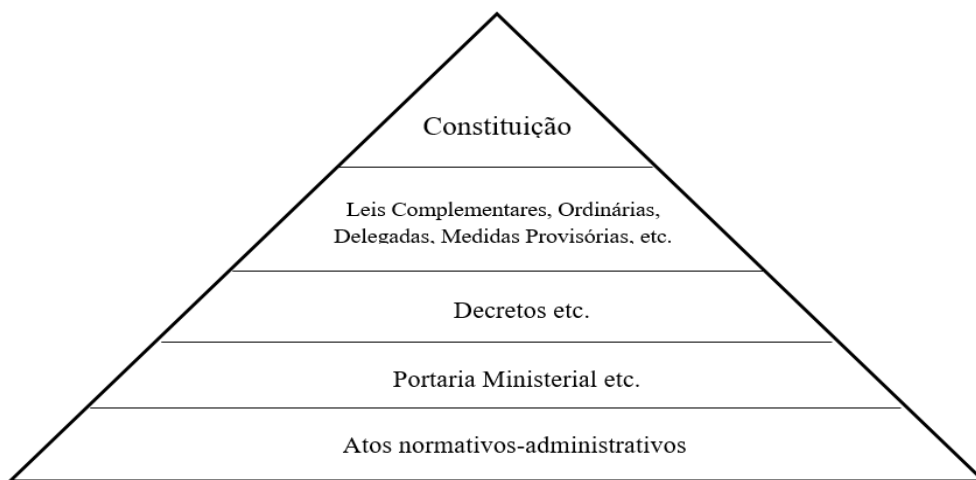 Constituição
Leis Complementares, Ordinárias,
Delegadas, Medidas Provisórias, etc.
Decretos etc.
Portaria Ministerial etc.
Atos normativos-administrativos